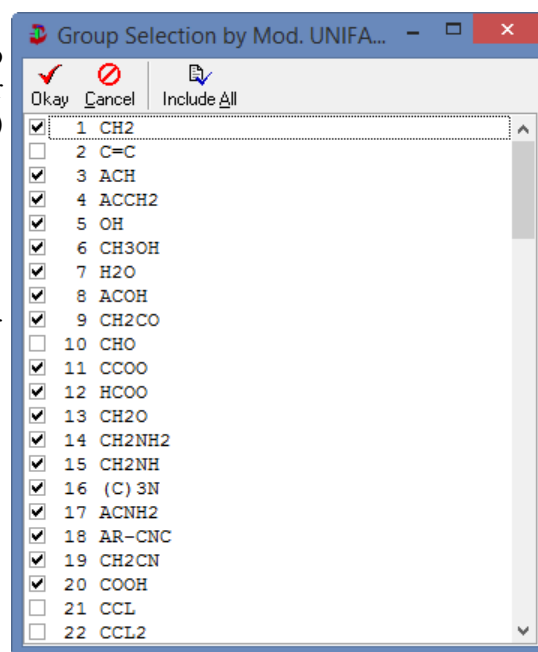 Group Selection by Mod. UNIFA...
Okay Cancel Include All
1 CH2
2 C=C
3 ACH
4 ACCH2
5 OH
6 CH3OH
7 H2O
8 ACOH
9 CH2CO
10 CHO
11 CCOO
12 HCOO
13 CH2O
14 CH2NH2
15 CH2NH
16 (C)3N
17 ACNH2
18 AR-CNC
19 CH2CN
20 COOH
21 CCL
22 CCL2